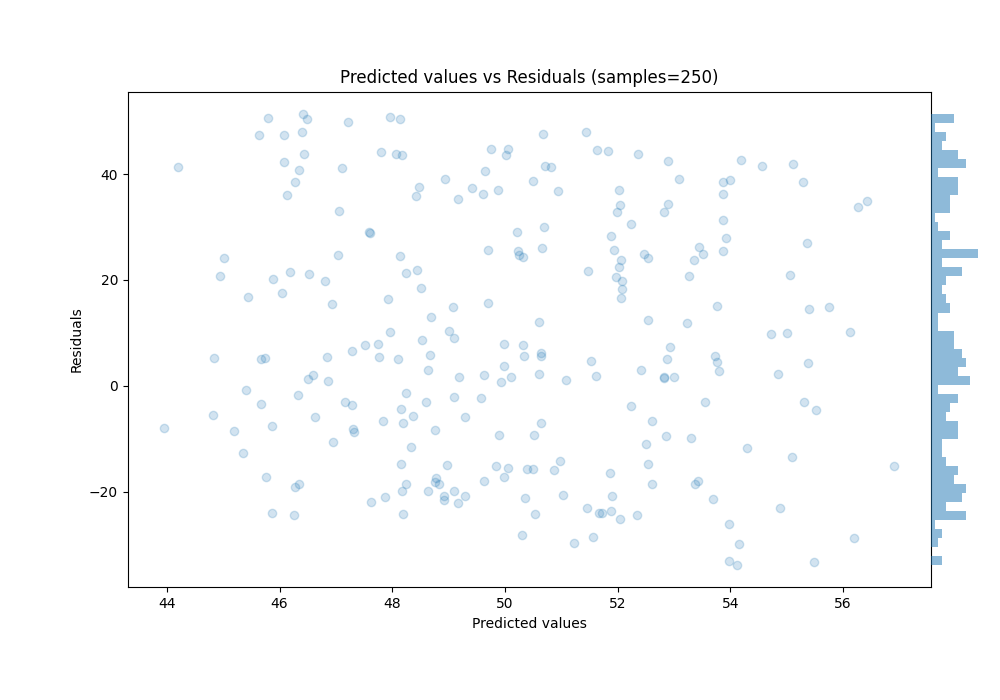 Predicted values vs Residuals (samples=250)
Residuals
40
20
0
−20
44 46 48 50 52 54 56
Predicted values